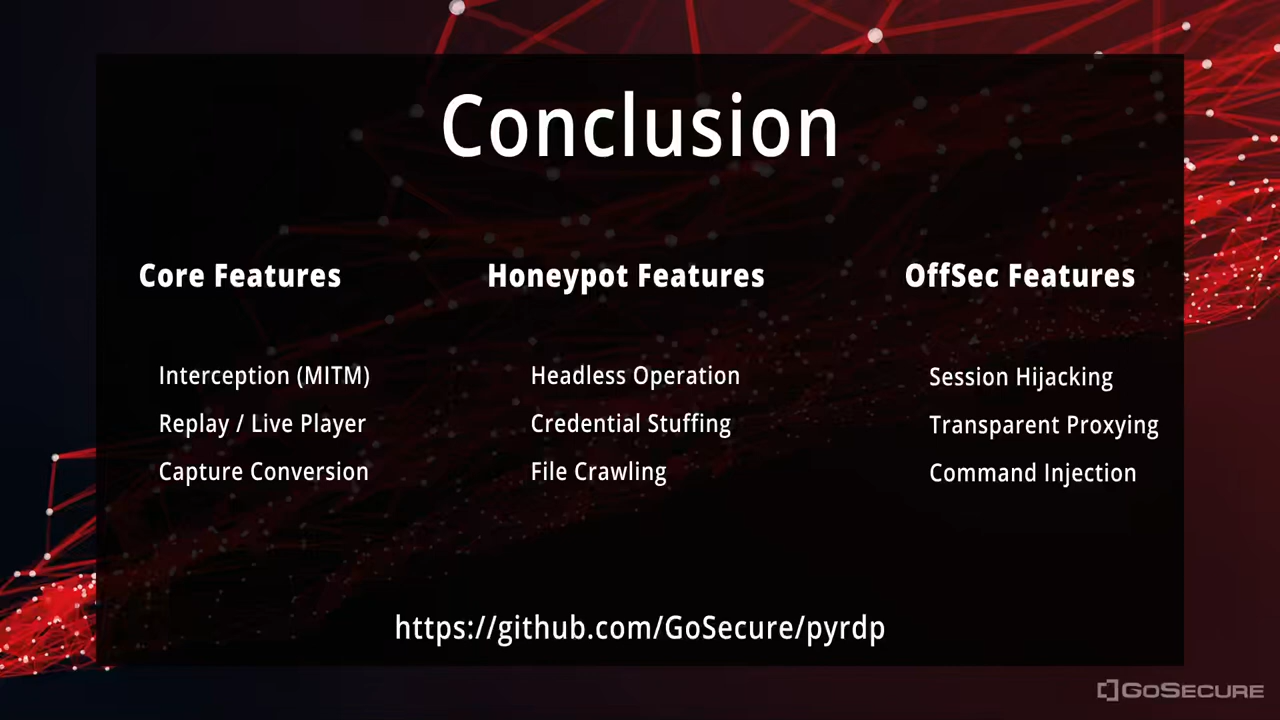 Conclusion
Core Features
Interception (MITM)
Replay / Live Player
Capture Conversion
Honeypot Features
Headless Operation
Credential Stuffing
File Crawling
OffSec Features
Session Hijacking
Transparent Proxying
Command Injection
https://github.com/GoSecure/pyrdp
GOSECURE